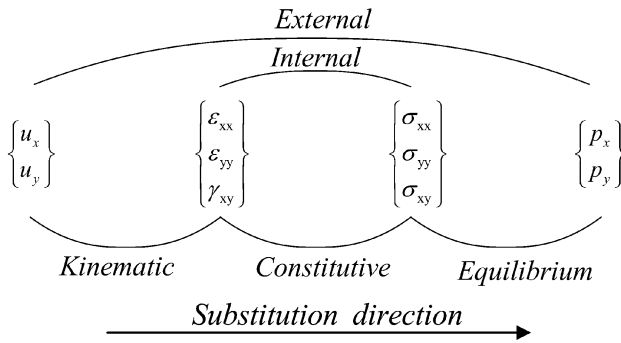 External
Internal
{u_x u_y} {ε_xx ε_yy γ_xy} {σ_xx σ_yy σ_xy} {p_x p_y}
Kinematic Constitutive Equilibrium
Substitution direction